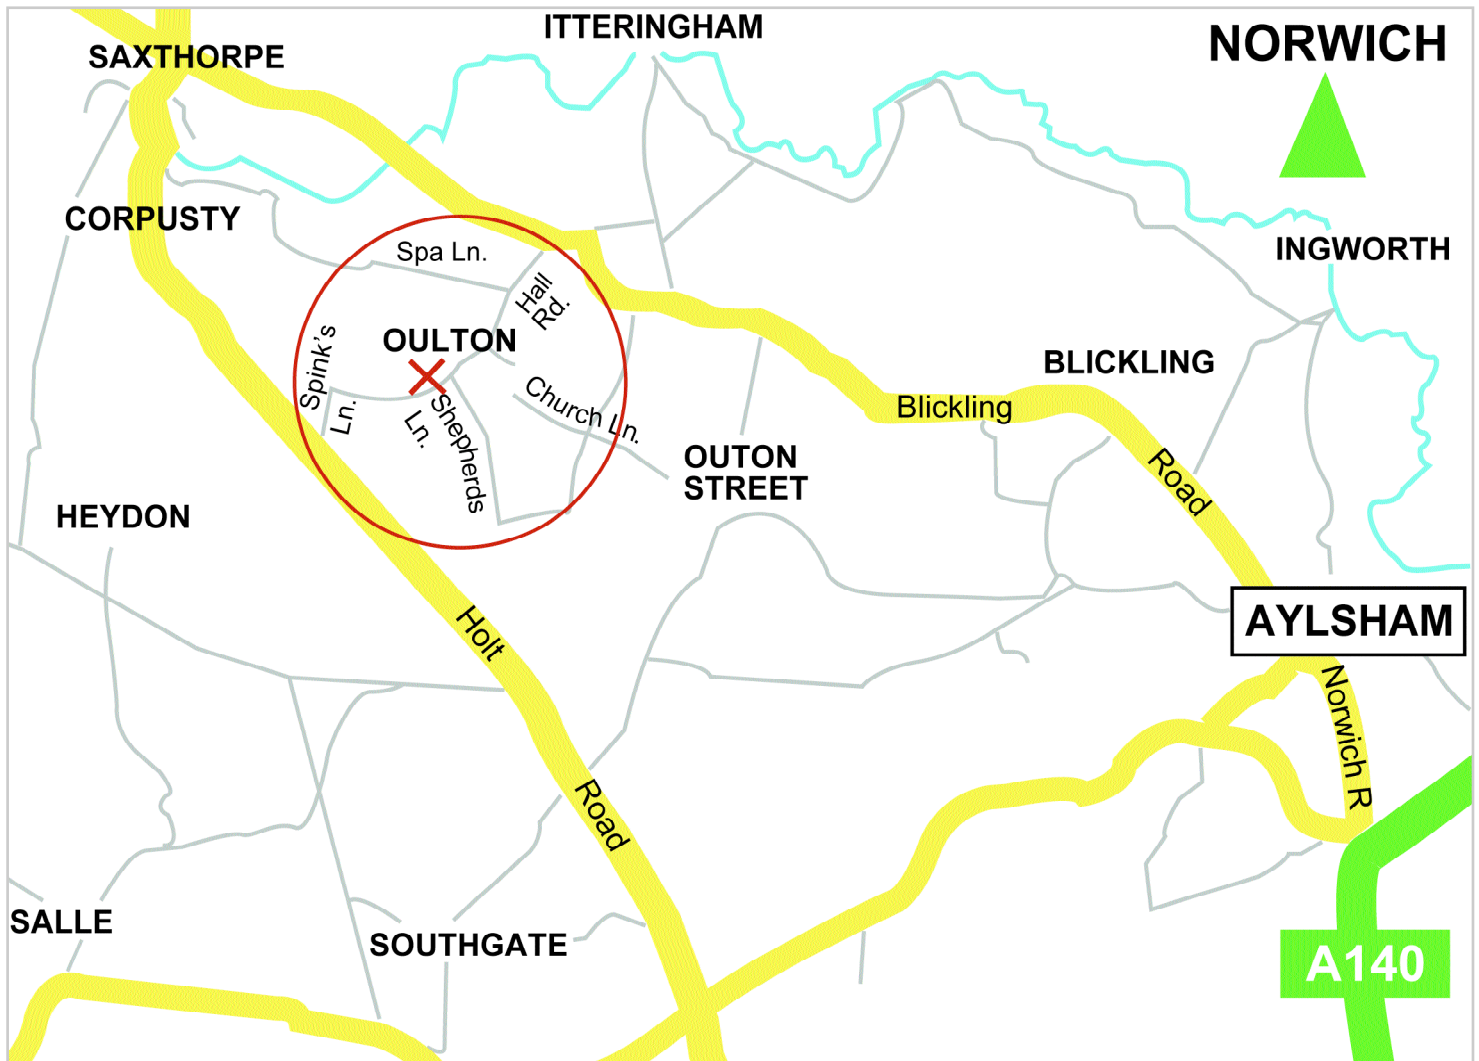 ITTERINGHAM
NORWICH
SAXTHORPE
CORPUSTY
Spa Ln.
INGWORTH
Hall
Rd.
OULTON
Spink's
Ln.
BLICKLING
Church Ln.
Shepherds
Ln.
Blickling
Road
OUTON
STREET
HEYDON
Holt
Road
AYLSHAM
Norwich R
SALLE
SOUTHGATE
A140